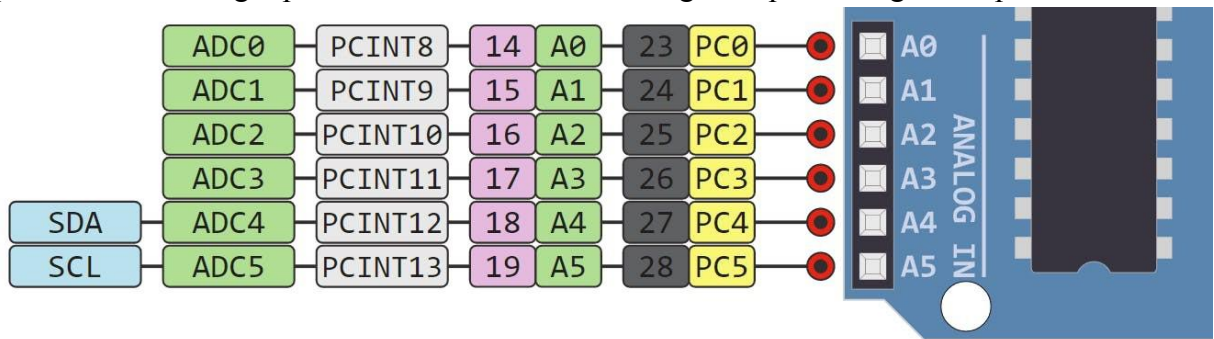 ADC0 PCINT8 14 A0 23 PC0 A0
ADC1 PCINT9 15 A1 24 PC1 A1
ADC2 PCINT10 16 A2 25 PC2 A2
ADC3 PCINT11 17 A3 26 PC3 A3
SDA ADC4 PCINT12 18 A4 27 PC4 A4
SCL ADC5 PCINT13 19 A5 28 PC5 A5
ANALOG IN